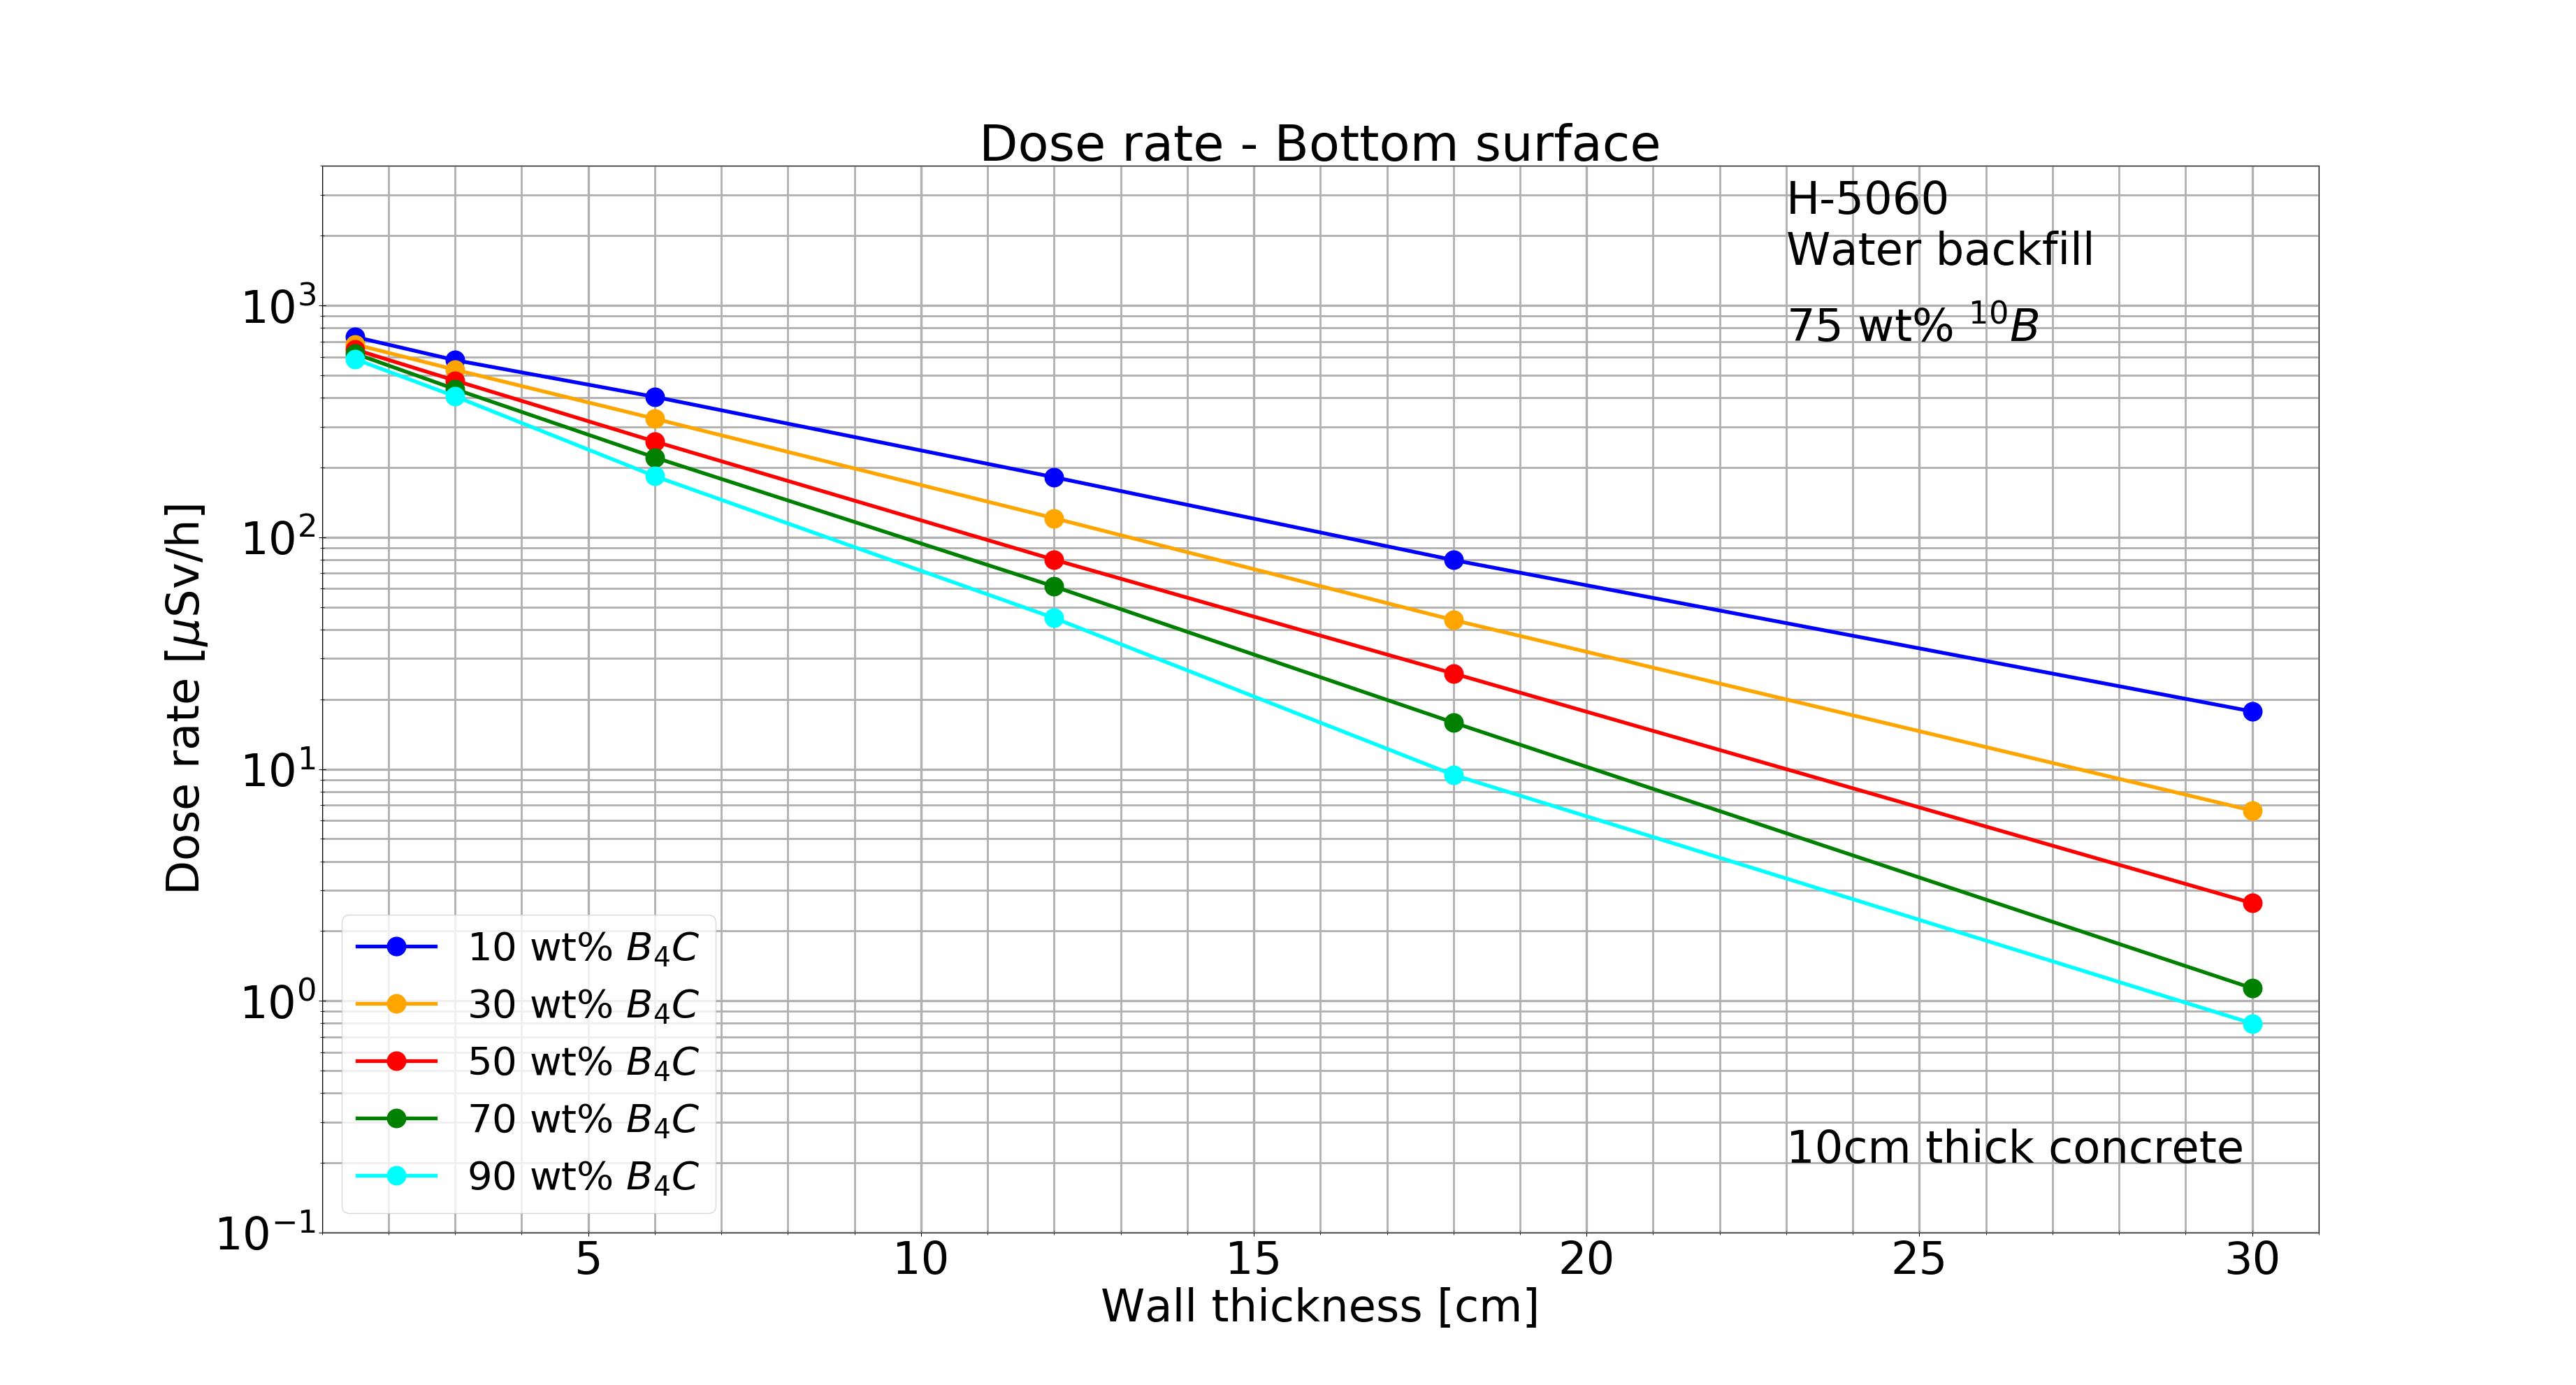 Dose rate - Bottom surface
H-5060
Water backfill
75 wt% ¹⁰B
10³
10²
10¹
10⁰
10⁻¹
Dose rate [μSv/h]
10 wt% B₄C
30 wt% B₄C
50 wt% B₄C
70 wt% B₄C
90 wt% B₄C
10cm thick concrete
5 10 15 20 25 30
Wall thickness [cm]